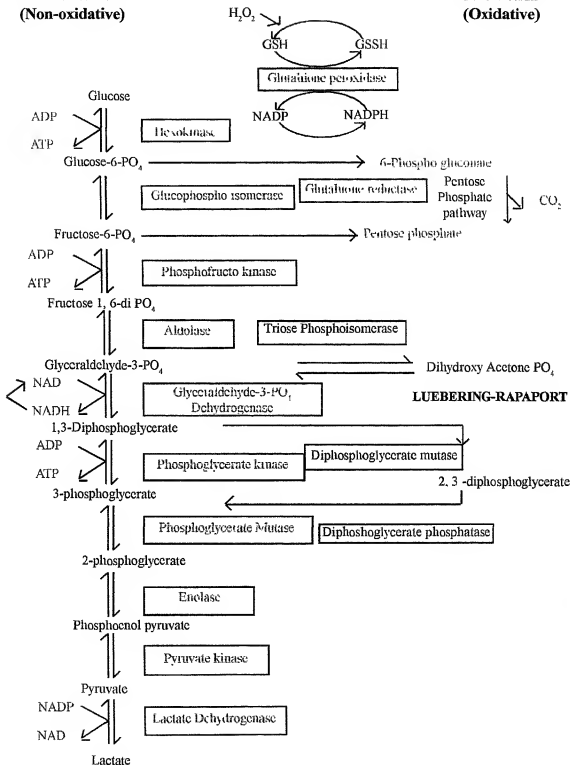 (Non-oxidative)
(Oxidative)
H₂O₂
GSH
GSSH
Glutathione peroxidase
NADP
NADPH
Glucose
ADP
ATP
Hexokinase
Glucose-6-PO₄
6-Phospho gluconate
Glucophospho isomerase
Glutathione reductase
Pentose
Phosphate
pathway
CO₂
Fructose-6-PO₄
Pentose phosphate
ADP
ATP
Phosphofructo kinase
Fructose 1, 6-di PO₄
Aldolase
Triose Phosphoisomerase
Glyceraldehyde-3-PO₄
Dihydroxy Acetone PO₄
NAD
NADH
Glyceraldehyde-3-PO₄
Dehydrogenase
LUEBERING-RAPAPORT
1,3-Diphosphoglycerate
ADP
ATP
Phosphoglycerate kinase
Diphosphoglycerate mutase
2, 3 -diphosphoglycerate
3-phosphoglycerate
Phosphoglycerate Mutase
Diphoshoglycerate phosphatase
2-phosphoglycerate
Enolase
Phosphoenol pyruvate
Pyruvate kinase
Pyruvate
NADP
NAD
Lactate Dehydrogenase
Lactate